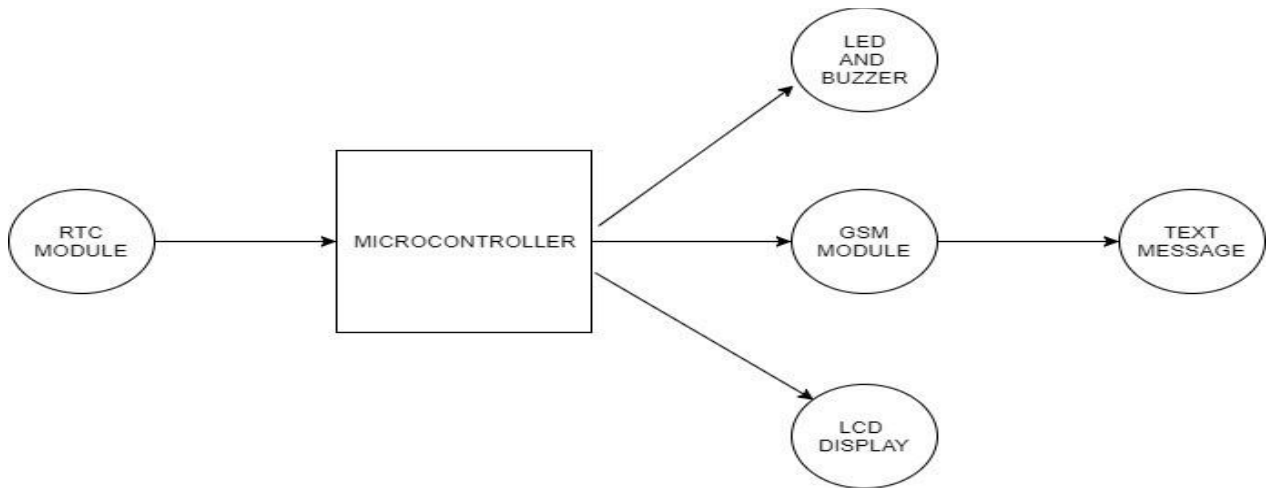 LED
AND
BUZZER
RTC
MODULE
MICROCONTROLLER
GSM
MODULE
TEXT
MESSAGE
LCD
DISPLAY